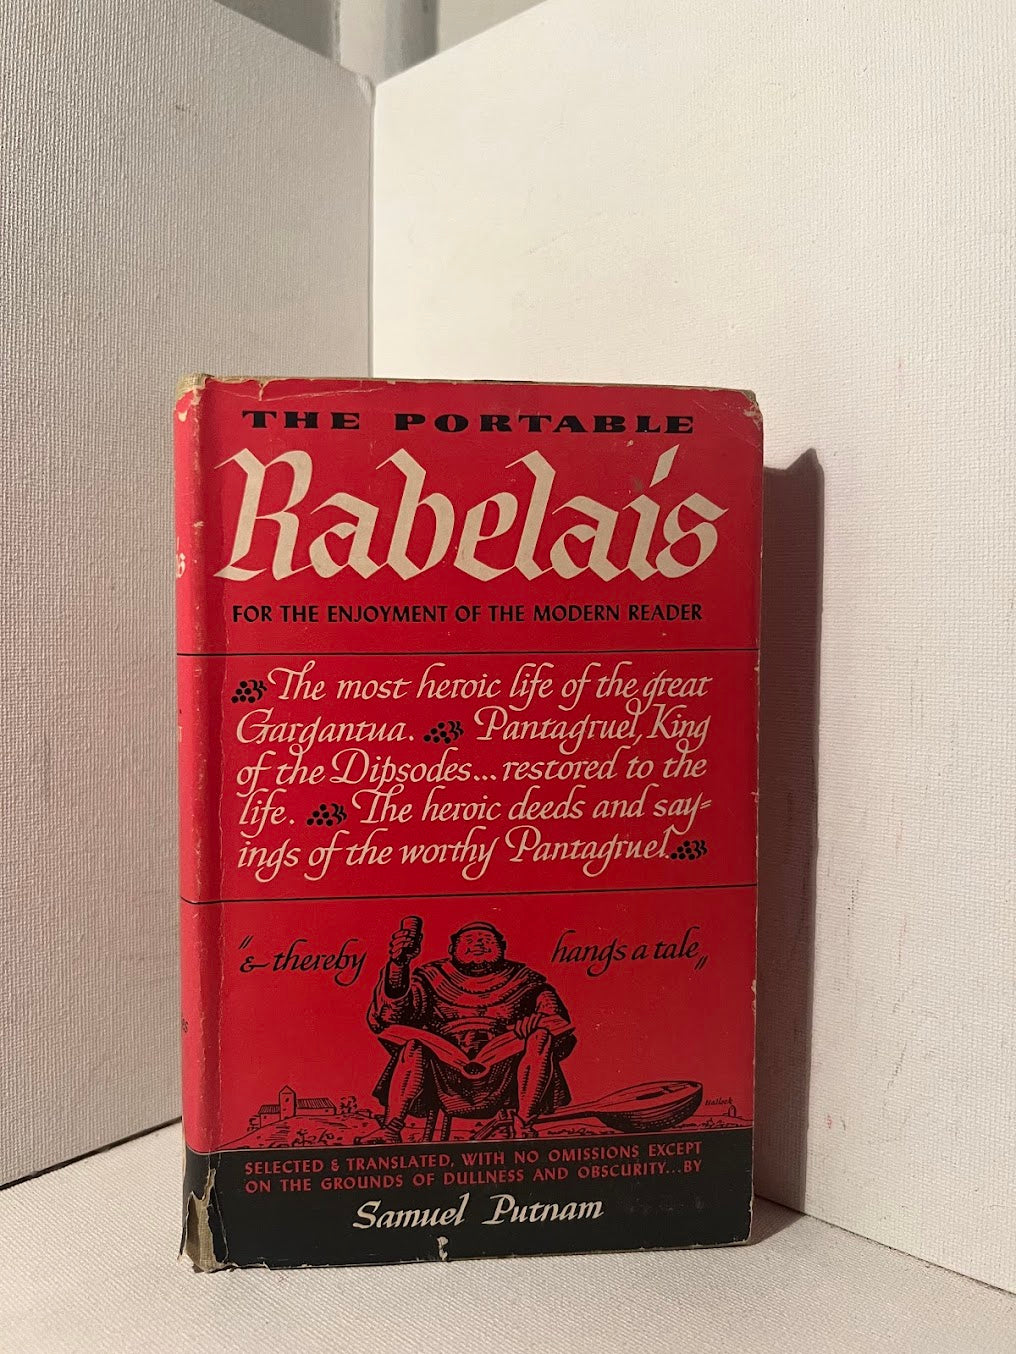 THE PORTABLE
Rabelais
FOR THE ENJOYMENT OF THE MODERN READER
The most heroic life of the great
Gargantua. Pantagruel, King
of the Dipsodes... restored to the
life. The heroic deeds and say=
ings of the worthy Pantagruel.
"& thereby hangs a tale"
Hallock
SELECTED & TRANSLATED, WITH NO OMISSIONS EXCEPT
ON THE GROUNDS OF DULLNESS AND OBSCURITY...BY
Samuel Putnam